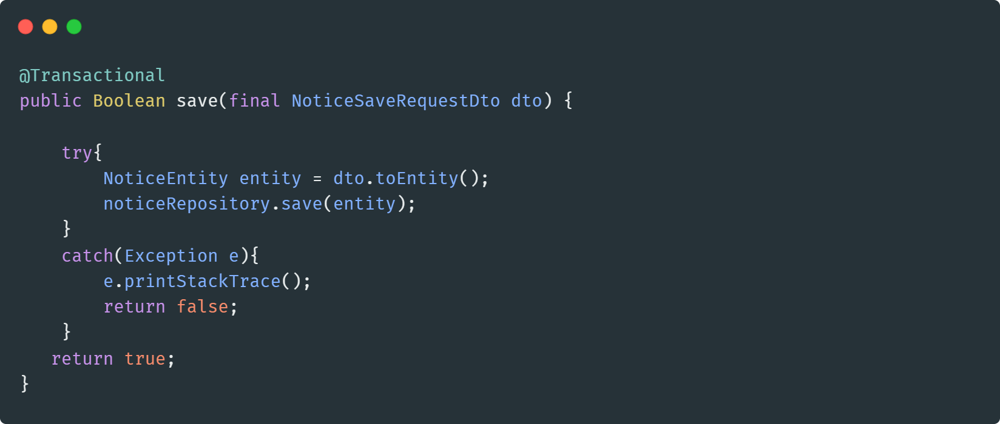 @Transactional
public Boolean save(final NoticeSaveRequestDto dto) {
try{
NoticeEntity entity = dto.toEntity();
noticeRepository.save(entity);
}
catch(Exception e){
e.printStackTrace();
return false;
}
return true;
}